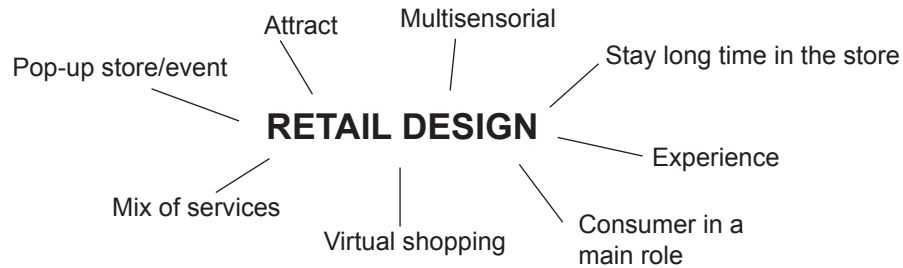 Attract
Multisensorial
Pop-up store/event
Stay long time in the store
RETAIL DESIGN
Experience
Mix of services
Virtual shopping
Consumer in a
main role